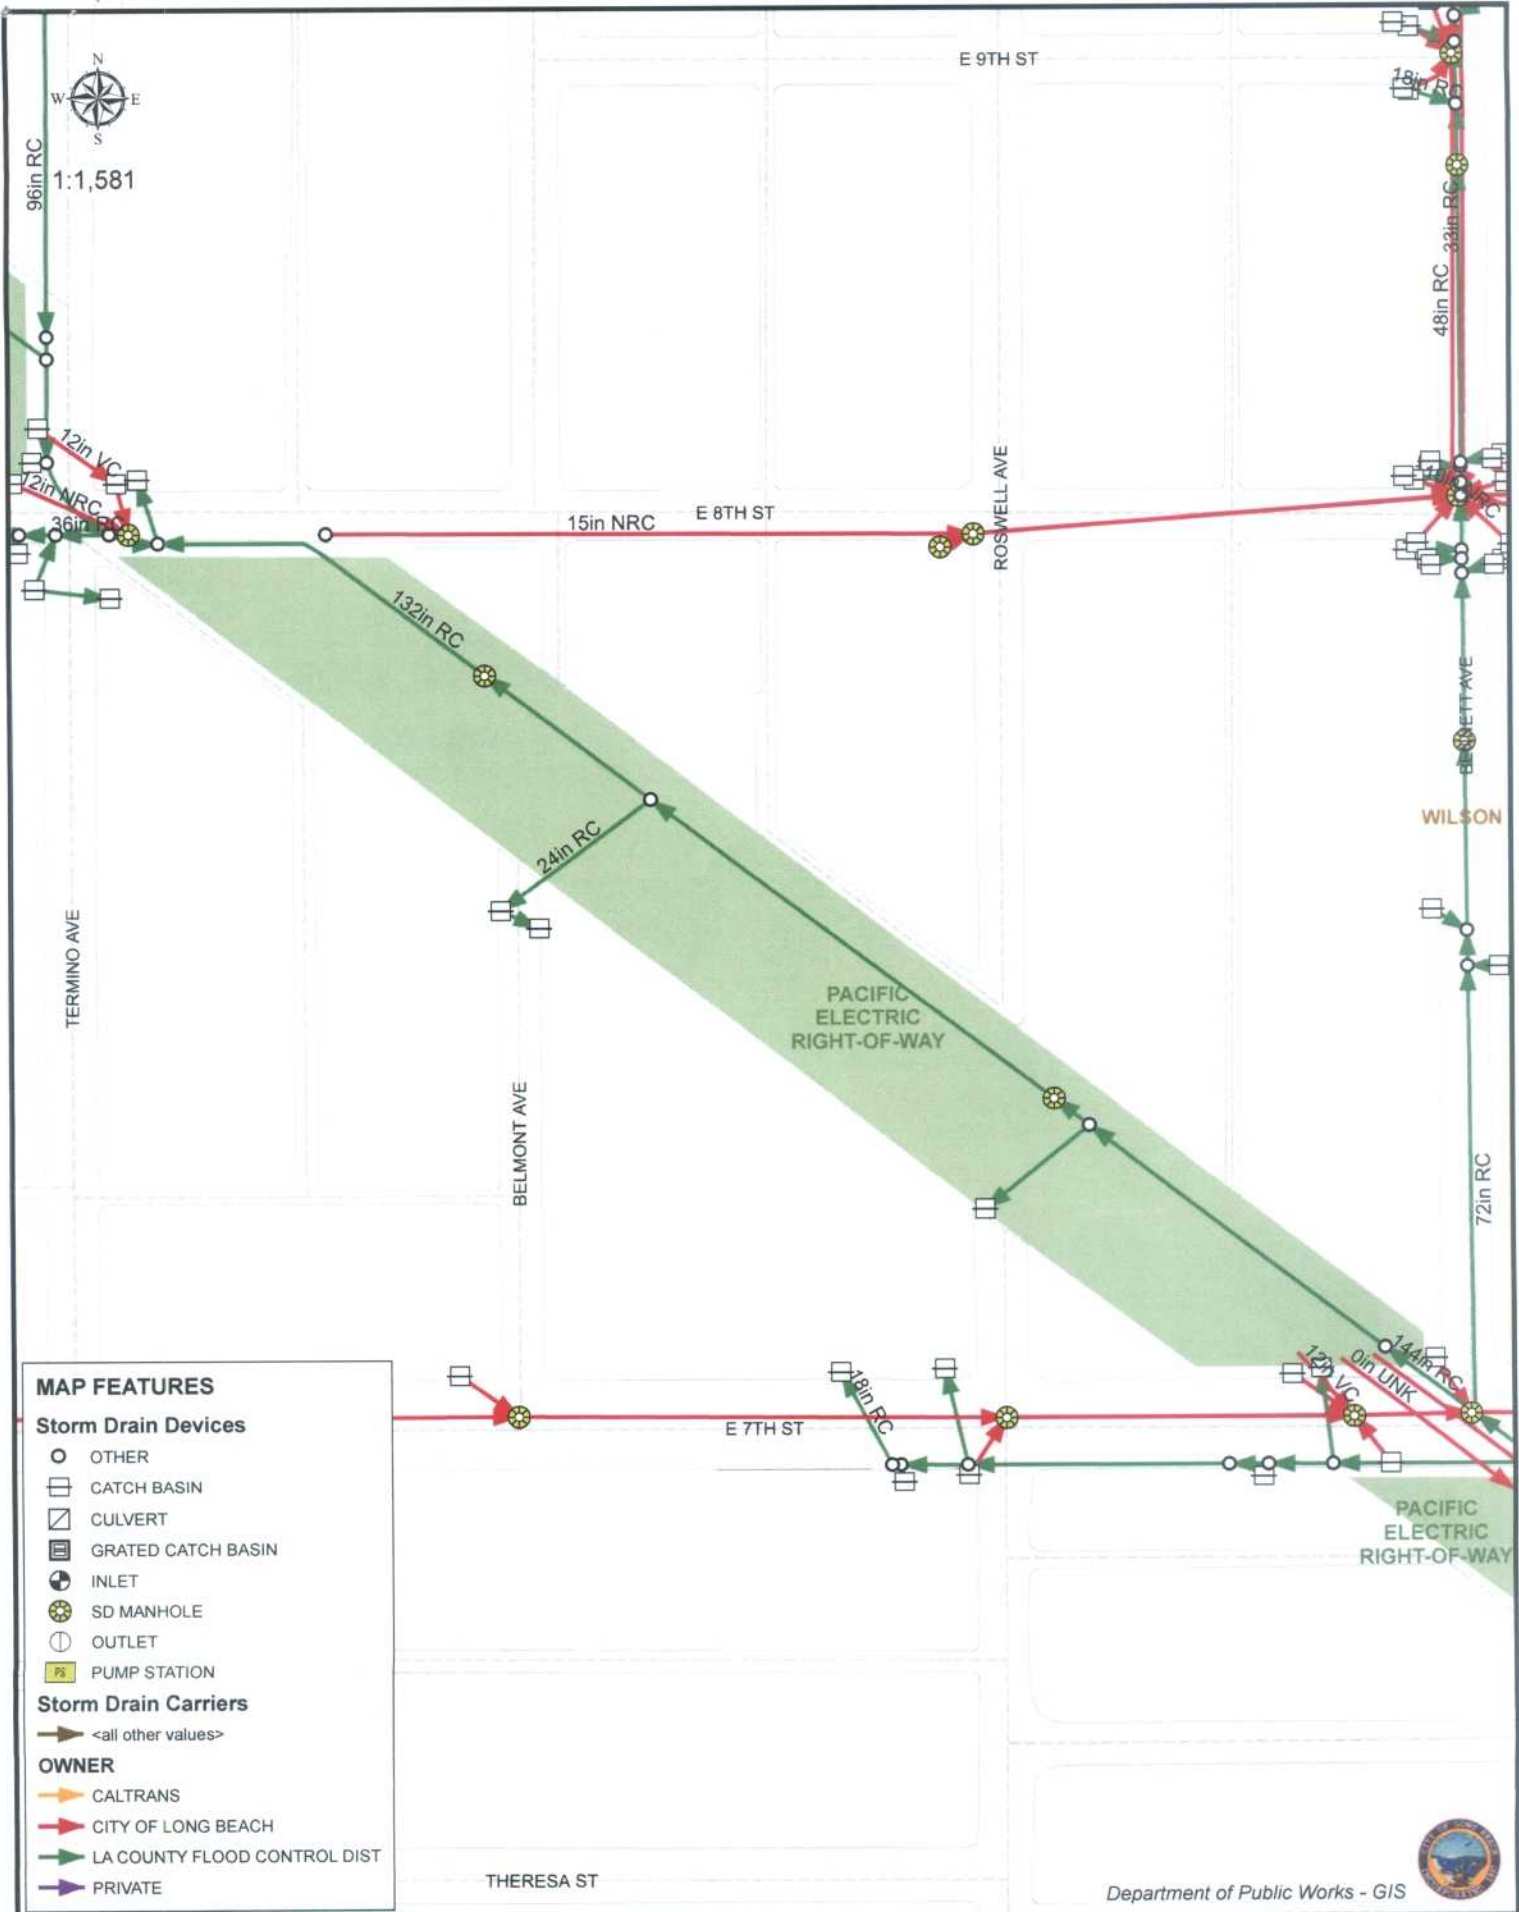 E 9TH ST
N
W
E
S
1:1,581
96in RC
18in RC
33in RC
48in RC
12in VC
12in NRC
36in RC
15in NRC
E 8TH ST
ROSWELL AVE
132in RC
BENNETT AVE
WILSON
24in RC
TERMINO AVE
PACIFIC
ELECTRIC
RIGHT-OF-WAY
BELMONT AVE
72in RC
12in VC
0in UNK
144in RC
18in RC
E 7TH ST
PACIFIC
ELECTRIC
RIGHT-OF-WAY
MAP FEATURES
Storm Drain Devices
OTHER
CATCH BASIN
CULVERT
GRATED CATCH BASIN
INLET
SD MANHOLE
OUTLET
PS PUMP STATION
Storm Drain Carriers
<all other values>
OWNER
CALTRANS
CITY OF LONG BEACH
LA COUNTY FLOOD CONTROL DIST
PRIVATE
THERESA ST
Department of Public Works - GIS